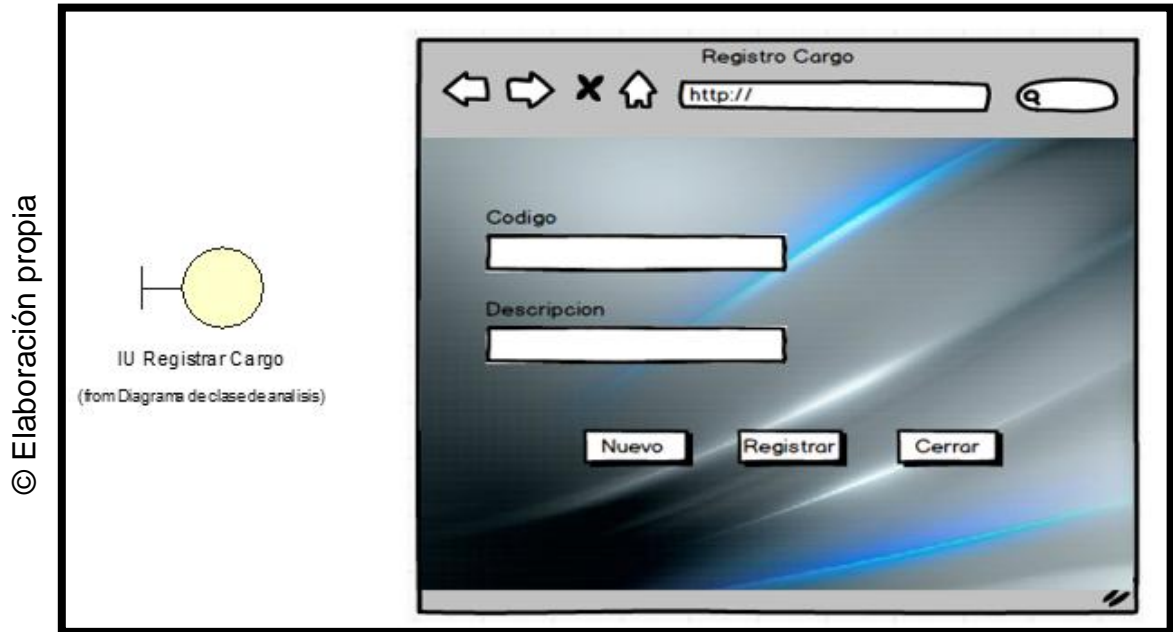 © Elaboración propia
IU Registrar Cargo
(from Diagrama de clase de analisis)
Registro Cargo
http://
Codigo
Descripcion
Nuevo
Registrar
Cerrar